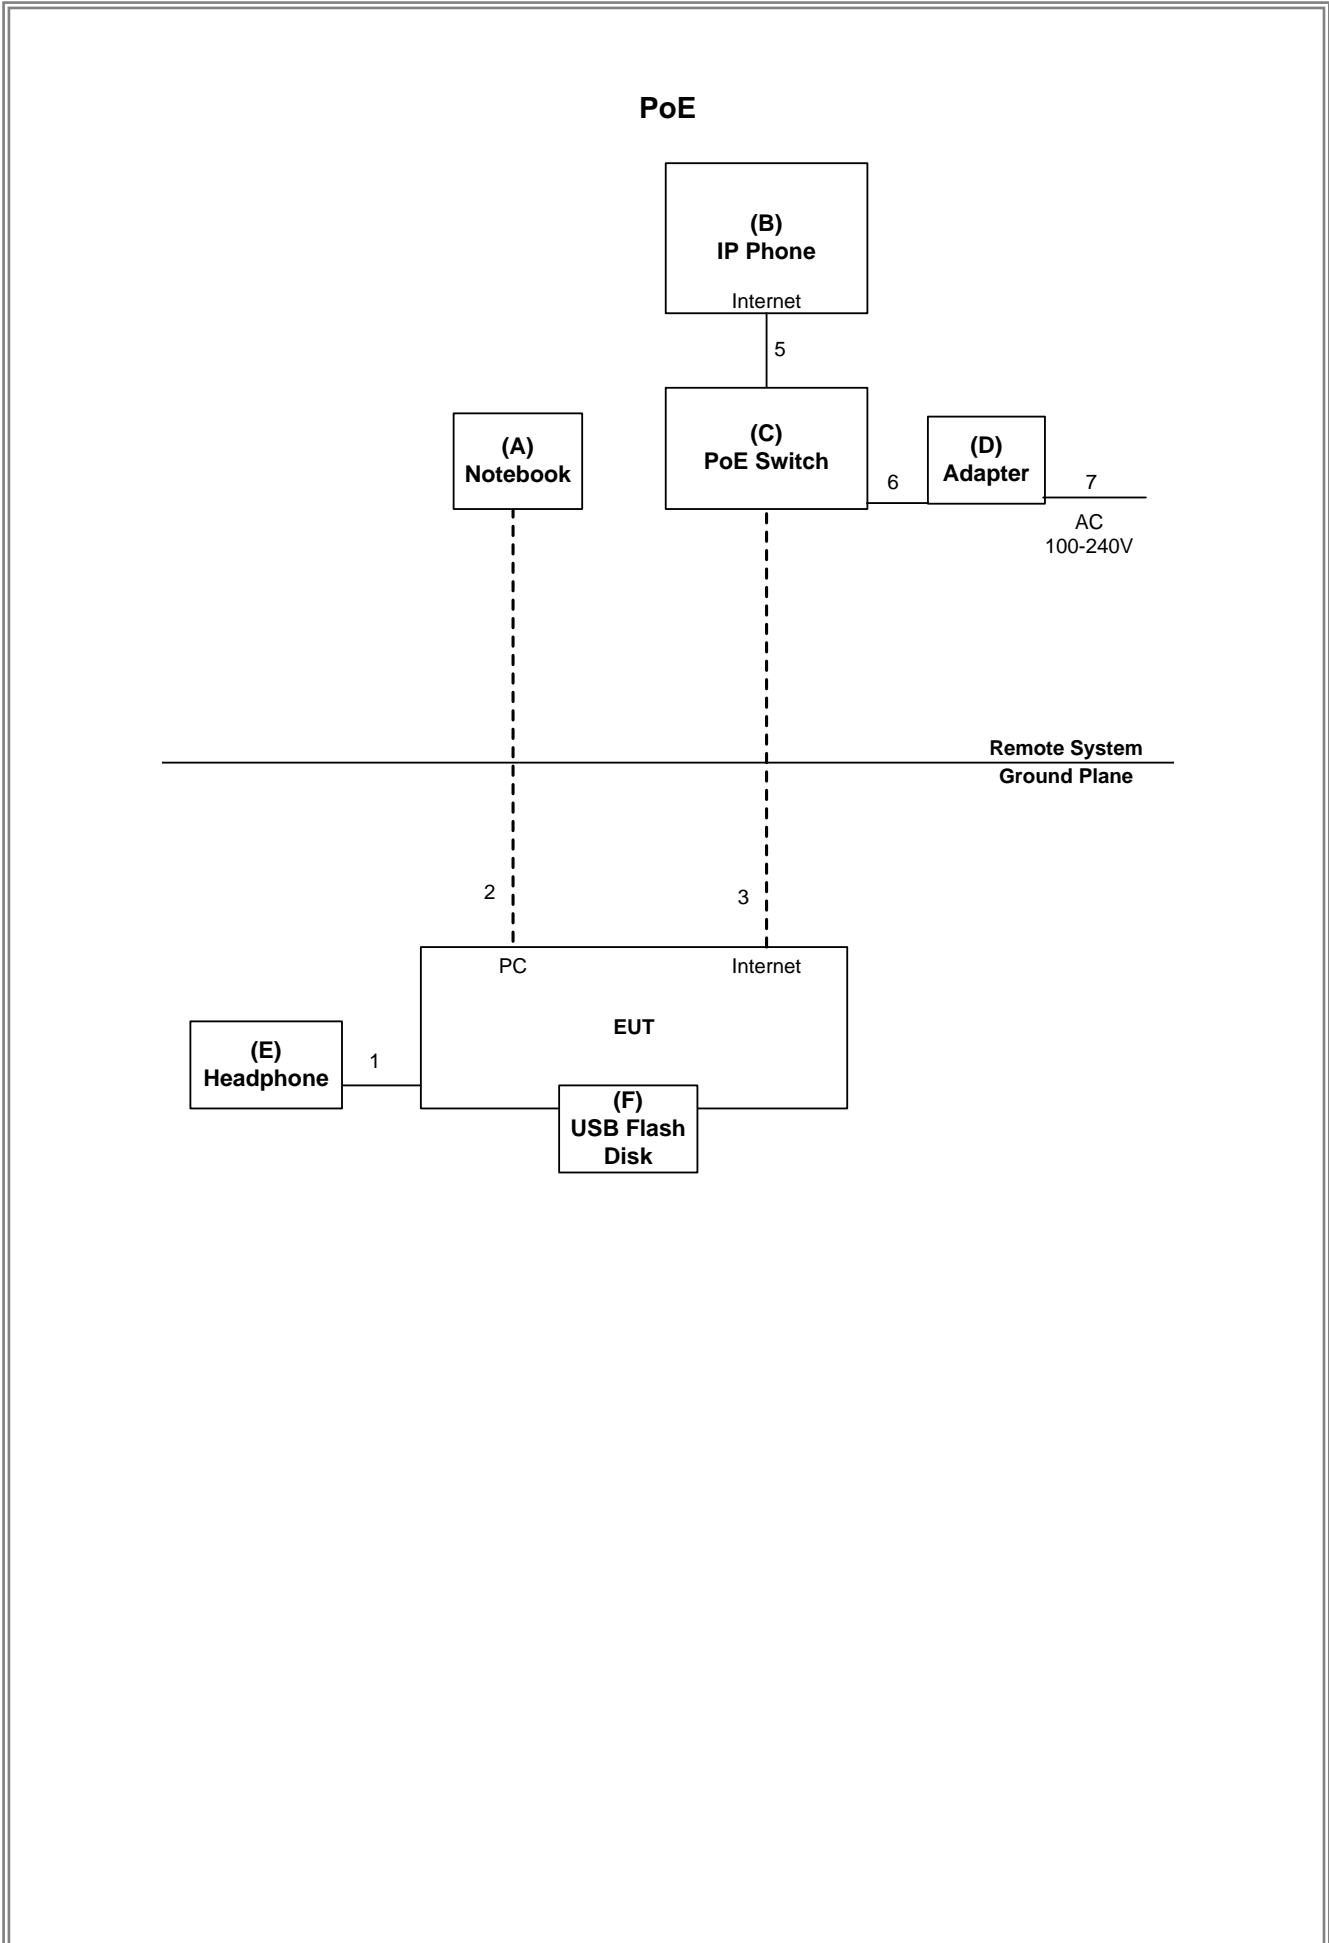 PoE
(B)
IP Phone
Internet
5
(A)
Notebook
(C)
PoE Switch
6
(D)
Adapter
7
AC
100-240V
Remote System
Ground Plane
2
3
PC
Internet
EUT
(E)
Headphone
1
(F)
USB Flash
Disk